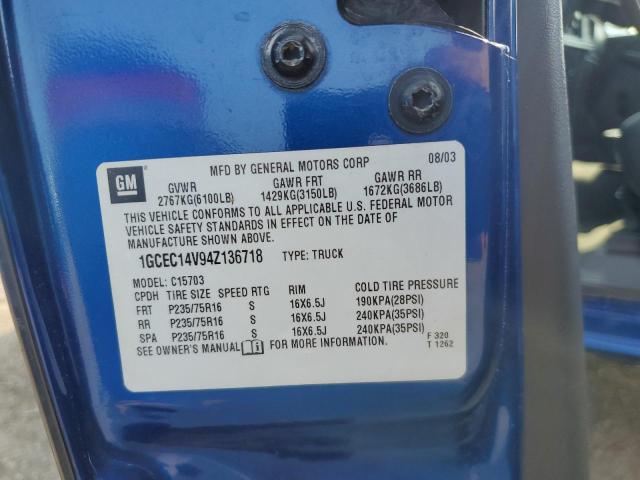 MFD BY GENERAL MOTORS CORP 08/03
GM
GVWR GAWR FRT GAWR RR
2767KG(6100LB) 1429KG(3150LB) 1672KG(3686LB)
THIS VEHICLE CONFORMS TO ALL APPLICABLE U.S. FEDERAL MOTOR
VEHICLE SAFETY STANDARDS IN EFFECT ON THE DATE OF
MANUFACTURE SHOWN ABOVE.
1GCEC14V94Z136718 TYPE: TRUCK
MODEL: C15703
CPDH TIRE SIZE SPEED RTG RIM COLD TIRE PRESSURE
FRT P235/75R16 S 16X6.5J 190KPA(28PSI)
RR P235/75R16 S 16X6.5J 240KPA(35PSI)
SPA P235/75R16 S 16X6.5J 240KPA(35PSI)
SEE OWNER'S MANUAL FOR MORE INFORMATION.
F 320
T 1262